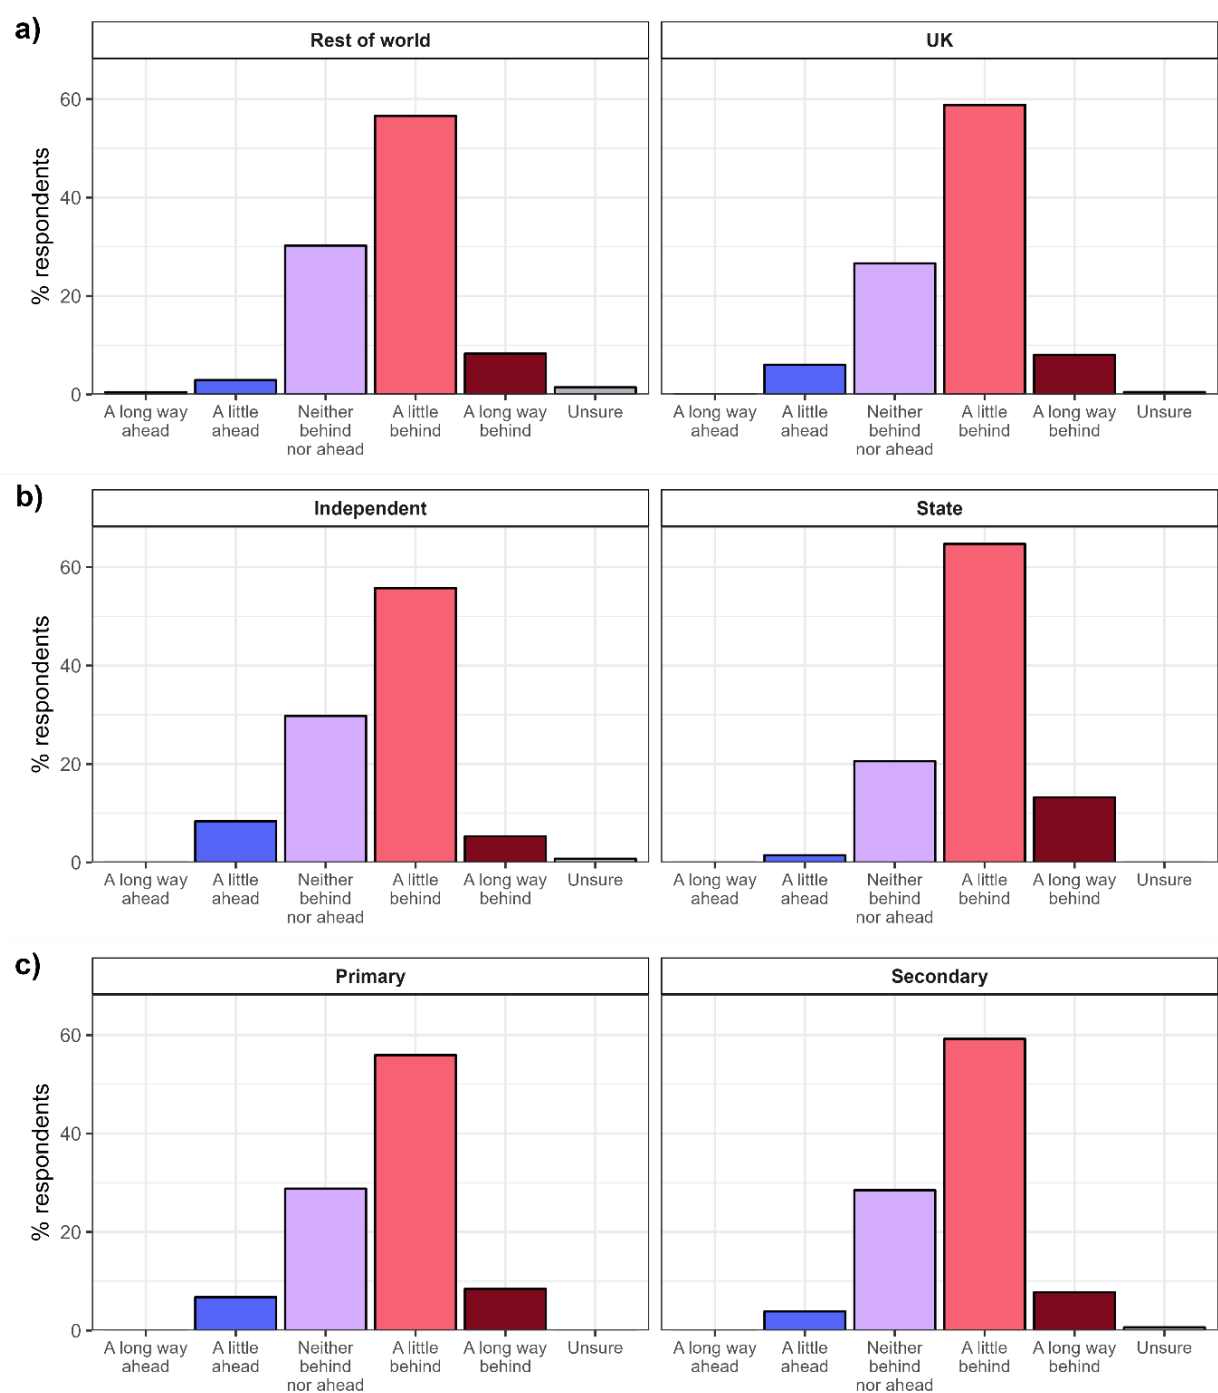 a)
Rest of world
UK
% respondents
60
40
20
0
A long way
ahead
A little
ahead
Neither
behind
nor ahead
A little
behind
A long way
behind
Unsure
A long way
ahead
A little
ahead
Neither
behind
nor ahead
A little
behind
A long way
behind
Unsure
b)
Independent
State
% respondents
60
40
20
0
A long way
ahead
A little
ahead
Neither
behind
nor ahead
A little
behind
A long way
behind
Unsure
A long way
ahead
A little
ahead
Neither
behind
nor ahead
A little
behind
A long way
behind
Unsure
c)
Primary
Secondary
% respondents
60
40
20
0
A long way
ahead
A little
ahead
Neither
behind
nor ahead
A little
behind
A long way
behind
Unsure
A long way
ahead
A little
ahead
Neither
behind
nor ahead
A little
behind
A long way
behind
Unsure